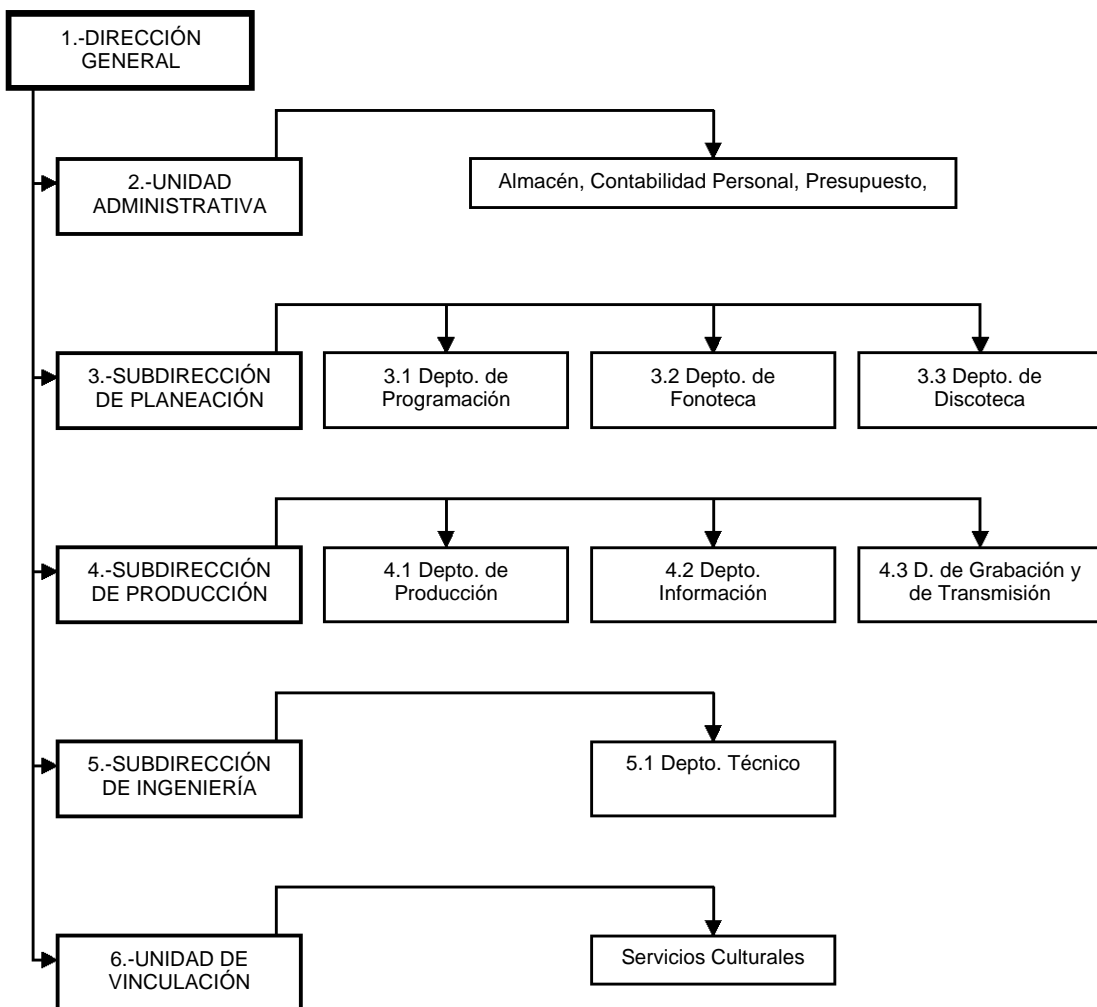 1.-DIRECCIÓN
GENERAL
2.-UNIDAD
ADMINISTRATIVA
Almacén, Contabilidad Personal, Presupuesto,
3.-SUBDIRECCIÓN
DE PLANEACIÓN
3.1 Depto. de
Programación
3.2 Depto. de
Fonoteca
3.3 Depto. de
Discoteca
4.-SUBDIRECCIÓN
DE PRODUCCIÓN
4.1 Depto. de
Producción
4.2 Depto.
Información
4.3 D. de Grabación y
de Transmisión
5.-SUBDIRECCIÓN
DE INGENIERÍA
5.1 Depto. Técnico
6.-UNIDAD DE
VINCULACIÓN
Servicios Culturales